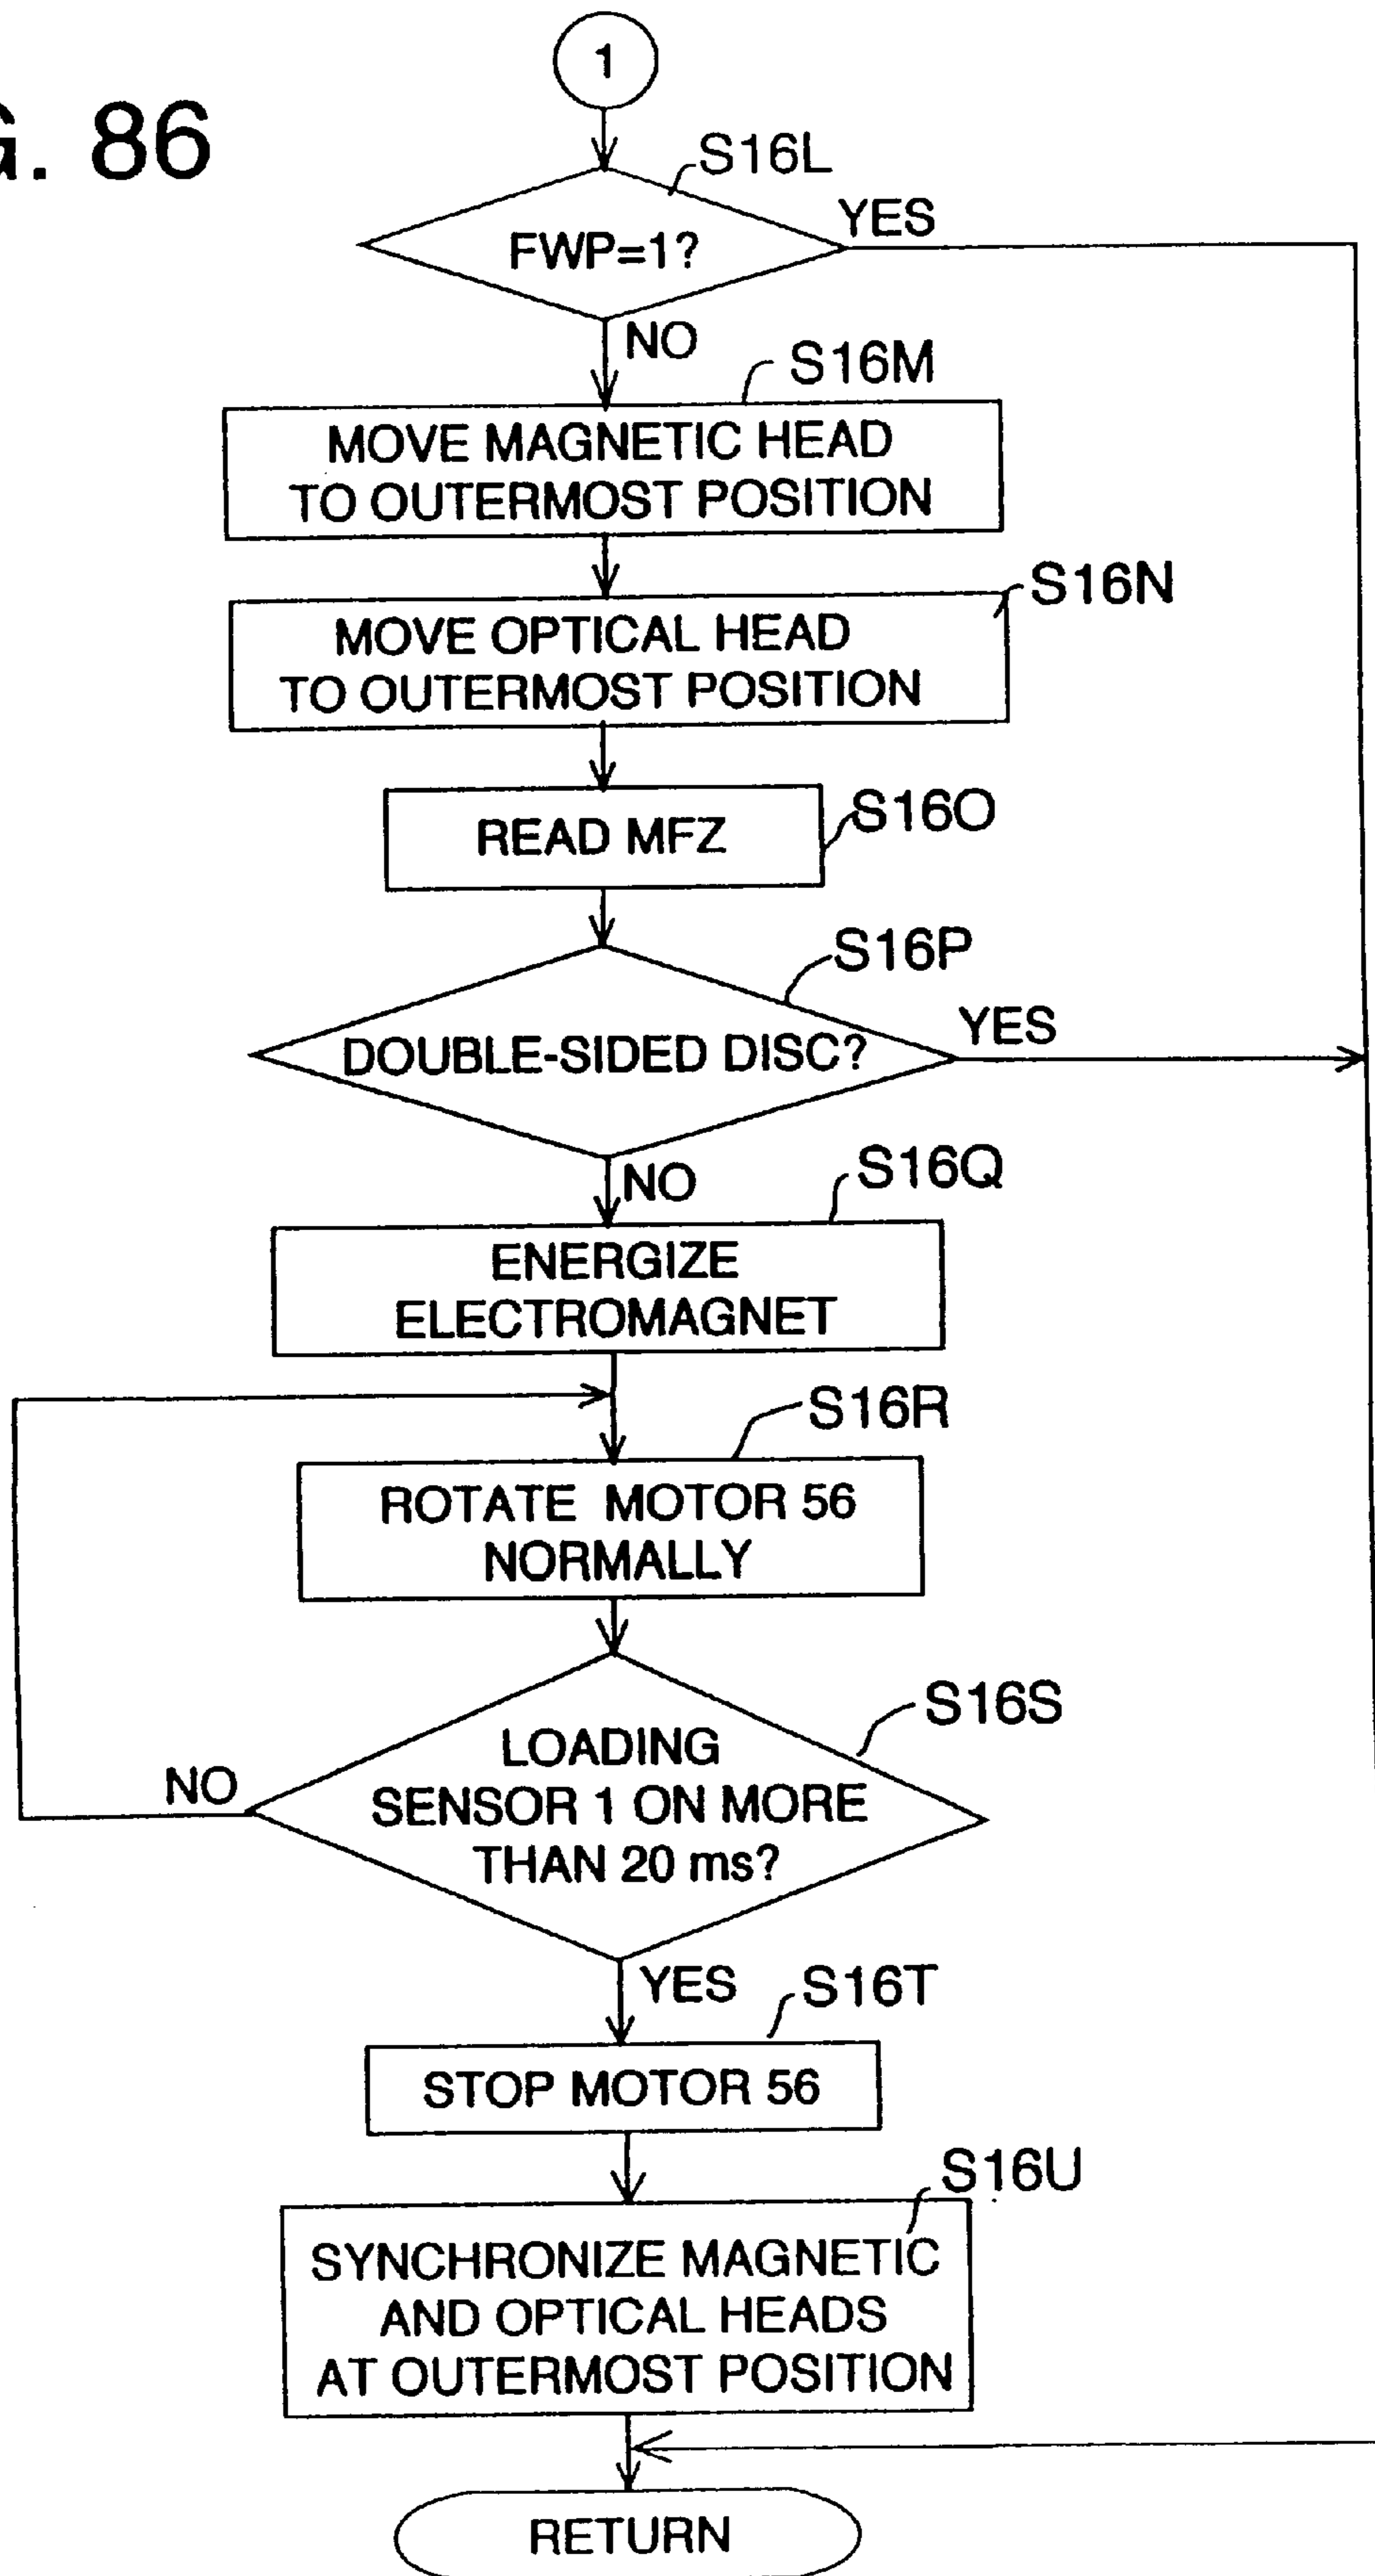 1
G. 86
S16L
FWP=1?
YES
NO
S16M
MOVE MAGNETIC HEAD
TO OUTERMOST POSITION
S16N
MOVE OPTICAL HEAD
TO OUTERMOST POSITION
S16O
READ MFZ
S16P
DOUBLE-SIDED DISC?
YES
NO
S16Q
ENERGIZE
ELECTROMAGNET
S16R
ROTATE MOTOR 56
NORMALLY
S16S
LOADING
SENSOR 1 ON MORE
THAN 20 ms?
NO
YES
S16T
STOP MOTOR 56
S16U
SYNCHRONIZE MAGNETIC
AND OPTICAL HEADS
AT OUTERMOST POSITION
RETURN